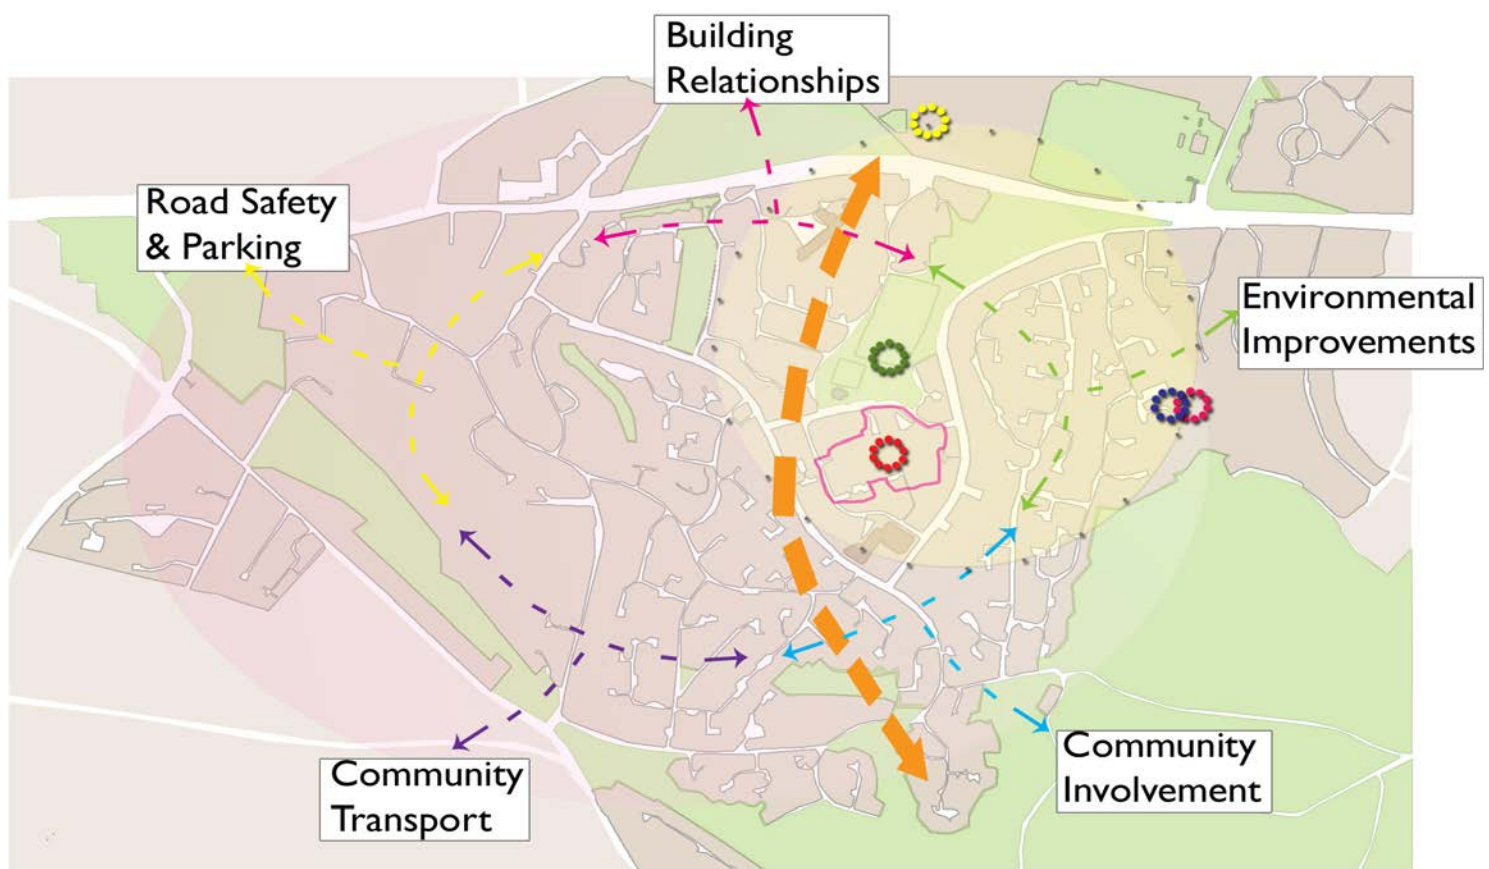 Building
Relationships
Road Safety
& Parking
Environmental
Improvements
Community
Transport
Community
Involvement